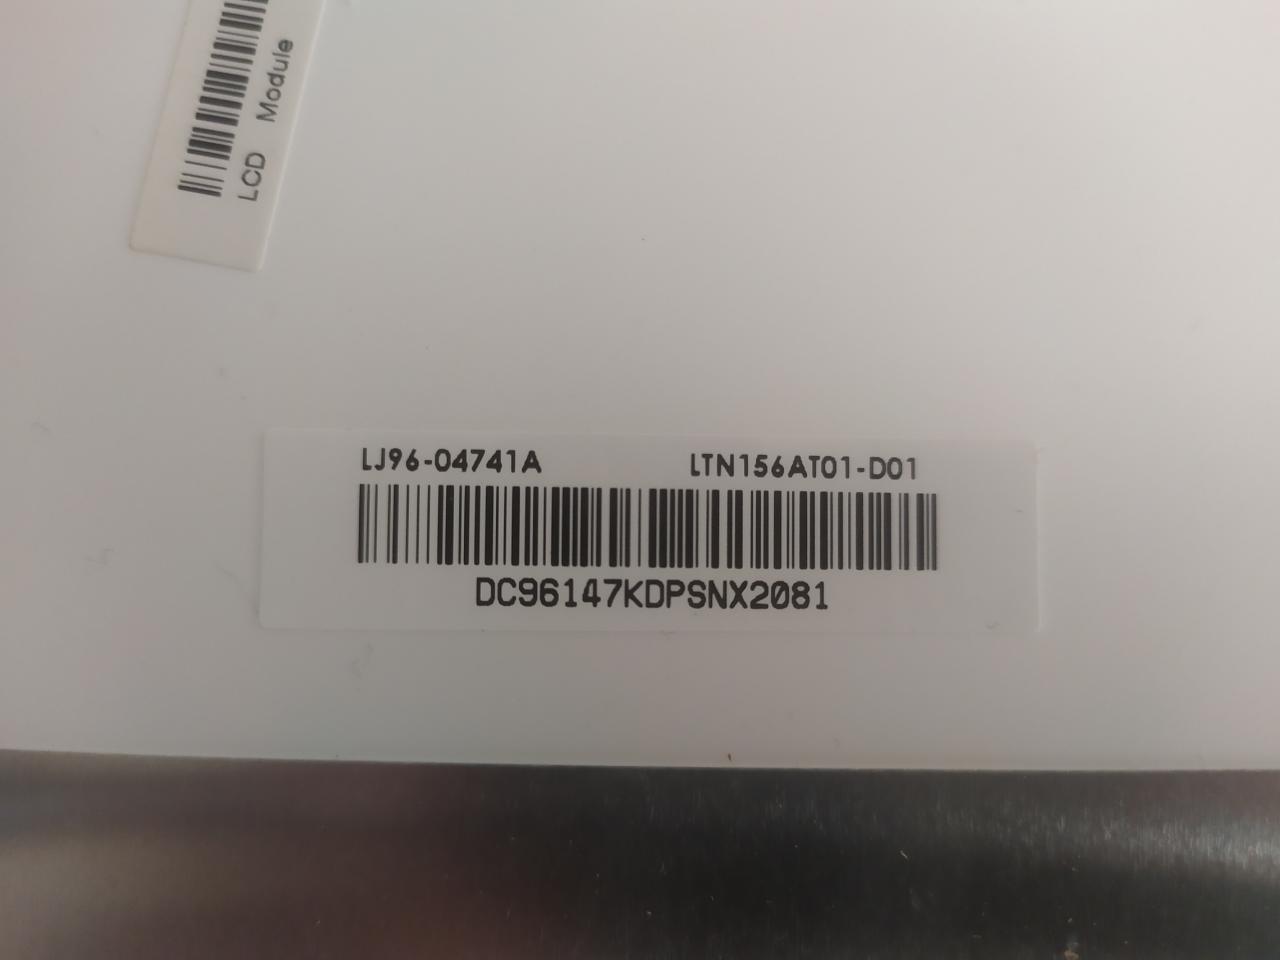 LCD Module
LJ96-04741A LTN156AT01-D01
DC96147KDPSNX2081